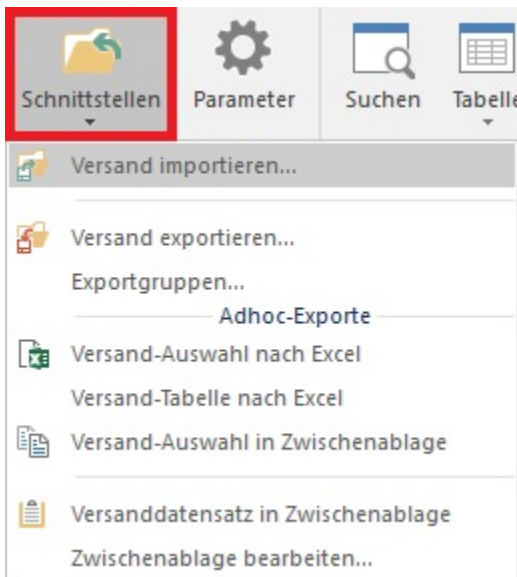 Schnittstellen Parameter Suchen Tabelle
Versand importieren...
Versand exportieren...
Exportgruppen...
Adhoc-Exporte
Versand-Auswahl nach Excel
Versand-Tabelle nach Excel
Versand-Auswahl in Zwischenablage
Versanddatensatz in Zwischenablage
Zwischenablage bearbeiten...